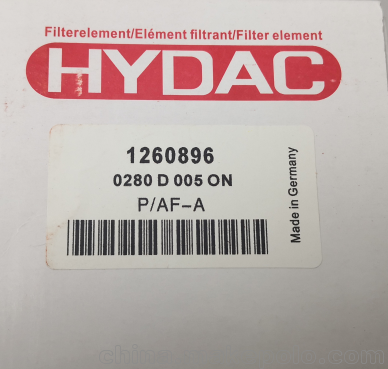 Filterelement/Elément filtrant/Filter element
HYDAC
1260896
0280 D 005 ON
P/AF-A
Made in Germany